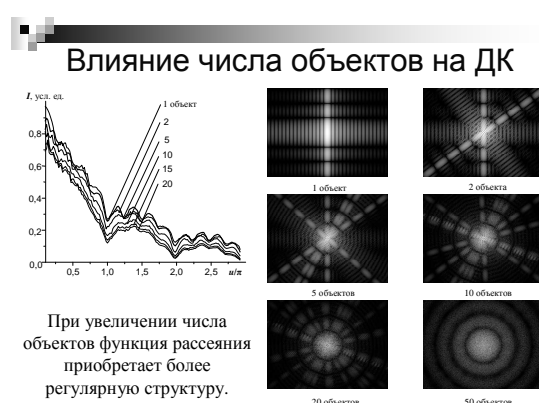 Влияние числа объектов на ДК
I, усл. ед.
0,8
0,6
0,4
0,2
0,0
0,5 1,0 1,5 2,0 2,5 u/π
1 объект
2
5
10
15
20
1 объект 2 объекта
5 объектов 10 объектов
20 объектов 50 объектов
При увеличении числа
объектов функция рассеяния
приобретает более
регулярную структуру.